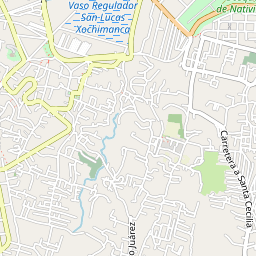 Vaso Regulador
San Lucas
Xochimanca
de Nativi
Carretera a Santa Cecilia
o Juárez